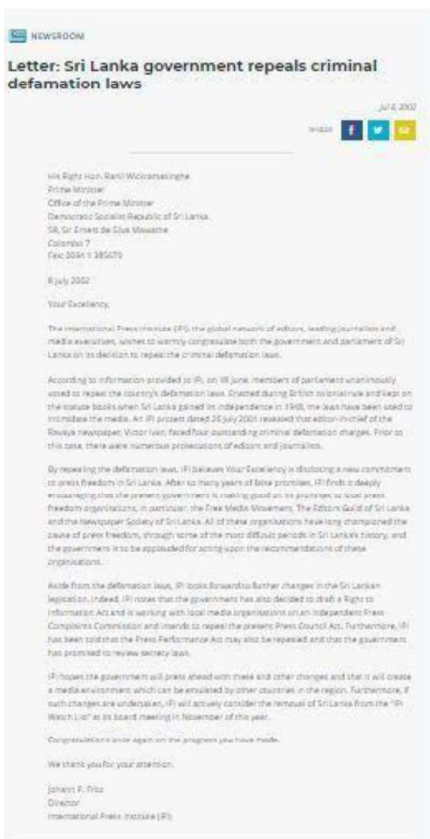 NEWSROOM
Letter: Sri Lanka government repeals criminal
defamation laws
Jul 8, 2002
SHARE
His Right Hon. Ranil Wickramasinghe
Prime Minister
Office of the Prime Minister
Democratic Socialist Republic of Sri Lanka
58, Sir Ernest de Silva Mawatha
Colombo 7
Fax: 0094 1 385679
8 July 2002
Your Excellency,
The International Press Institute (IPI), the global network of editors, leading journalists and
media executives, wishes to warmly congratulate both the government and parliament of Sri
Lanka on its decision to repeal the criminal defamation laws.
According to information provided to IPI, on 18 June, members of parliament unanimously
voted to repeal the country's defamation laws. Enacted during British colonial rule and kept on
the statute books when Sri Lanka gained its independence in 1948, the laws have been used to
intimidate the media. An IPI protest dated 26 July 2001 revealed that editor-in-chief of the
Ravaya newspaper, Victor Ivan, faced four outstanding criminal defamation charges. Prior to
this case, there were numerous prosecutions of editors and journalists.
By repealing the defamation laws, IPI believes Your Excellency is disclosing a new commitment
to press freedom in Sri Lanka. After so many years of false promises, IPI finds it deeply
encouraging that the present government is making good on its promises to local press
freedom organisations, in particular, the Free Media Movement, The Editors Guild of Sri Lanka
and the Newspaper Society of Sri Lanka. All of these organisations have long championed the
cause of press freedom, through some of the most difficult periods in Sri Lanka's history, and
the government is to be applauded for acting upon the recommendations of these
organisations.
Aside from the defamation laws, IPI looks forward to further changes in the Sri Lankan
legislation. Indeed, IPI notes that the government has also decided to draft a Right to
Information Act and is working with local media organisations on an independent Press
Complaints Commission and intends to repeal the present Press Council Act. Furthermore, IPI
has been told that the Press Performance Act may also be repealed and that the government
has promised to review secrecy laws.
IPI hopes the government will press ahead with these and other changes and that it will create
a media environment which can be emulated by other countries in the region. Furthermore, if
such changes are undertaken, IPI will actively consider the removal of Sri Lanka from the "IPI
Watch List" at its board meeting in November of this year.
Congratulations once again on the progress you have made.
We thank you for your attention.
Johann P. Fritz
Director
International Press Institute (IPI)